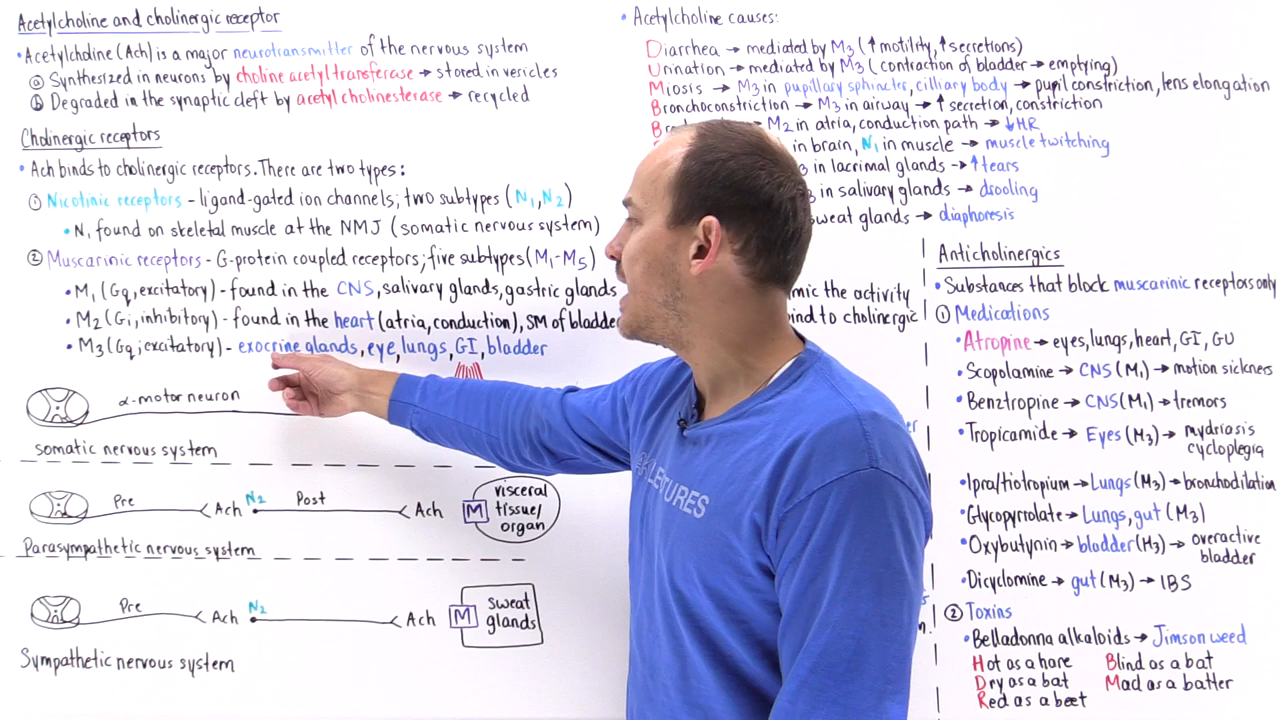 Acetylcholine and cholinergic receptor
• Acetylcholine (Ach) is a major neurotransmitter of the nervous system
ⓐ Synthesized in neurons by choline acetyltransferase → stored in vericles
ⓑ Degraded in the synaptic cleft by acetyl cholinesterase → recycled
Cholinergic receptors
• Ach binds to cholinergic receptors. There are two types:
① Nicotinic receptors - ligand-gated ion channels; two subtypes (N1, N2)
• N1 found on skeletal muscle at the NMJ (somatic nervous system)
② Muscarinic receptors - G-protein coupled receptors; five subtypes (M1-M5)
• M1 (Gq, excitatory) - found in the CNS, salivary glands, gastric glands
• M2 (Gi, inhibitory) - found in the heart (atria, conduction), SM of bladder
• M3 (Gq, excitatory) - exocrine glands, eye, lungs, GI, bladder
α-motor neuron
somatic nervous system
Pre Ach N2 Post Ach M visceral
tissue/
organ
Parasympathetic nervous system
Pre Ach N2 Ach M sweat
glands
Sympathetic nervous system
• Acetylcholine causes:
Diarrhea → mediated by M3 (↑ motility, ↑ secretions)
Urination → mediated by M3 (contraction of bladder → emptying)
Miosis → M3 in pupillary sphincter, cilliary body → pupil constriction, lens elongation
Bronchoconstriction → M3 in airway → ↑ secretion, constriction
M2 in atria, conduction path → ↓HR
in brain, N1 in muscle → muscle twitching
in lacrimal glands → ↑ tears
in salivary glands → drooling
sweat glands → diaphoresis
the activity
to cholinergic
LECTURES
Anticholinergics
• Substances that block muscarinic receptors only
① Medications
• Atropine → eyes, lungs, heart, GI, GU
• Scopolamine → CNS (M1) → motion sickness
• Benztropine → CNS (M1) → tremors
• Tropicamide → Eyes (M3) → mydriasis
cycloplegia
• Ipra/tiotropium → Lungs (M3) → bronchodilation
• Glycopyrrolate → Lungs, gut (M3)
• Oxybutynin → bladder (M3) → overactive
bladder
• Dicyclomine → gut (M3) → IBS
② Toxins
• Belladonna alkaloids → Jimson weed
Hot as a hare Blind as a bat
Dry as a bat Mad as a hatter
Red as a beet